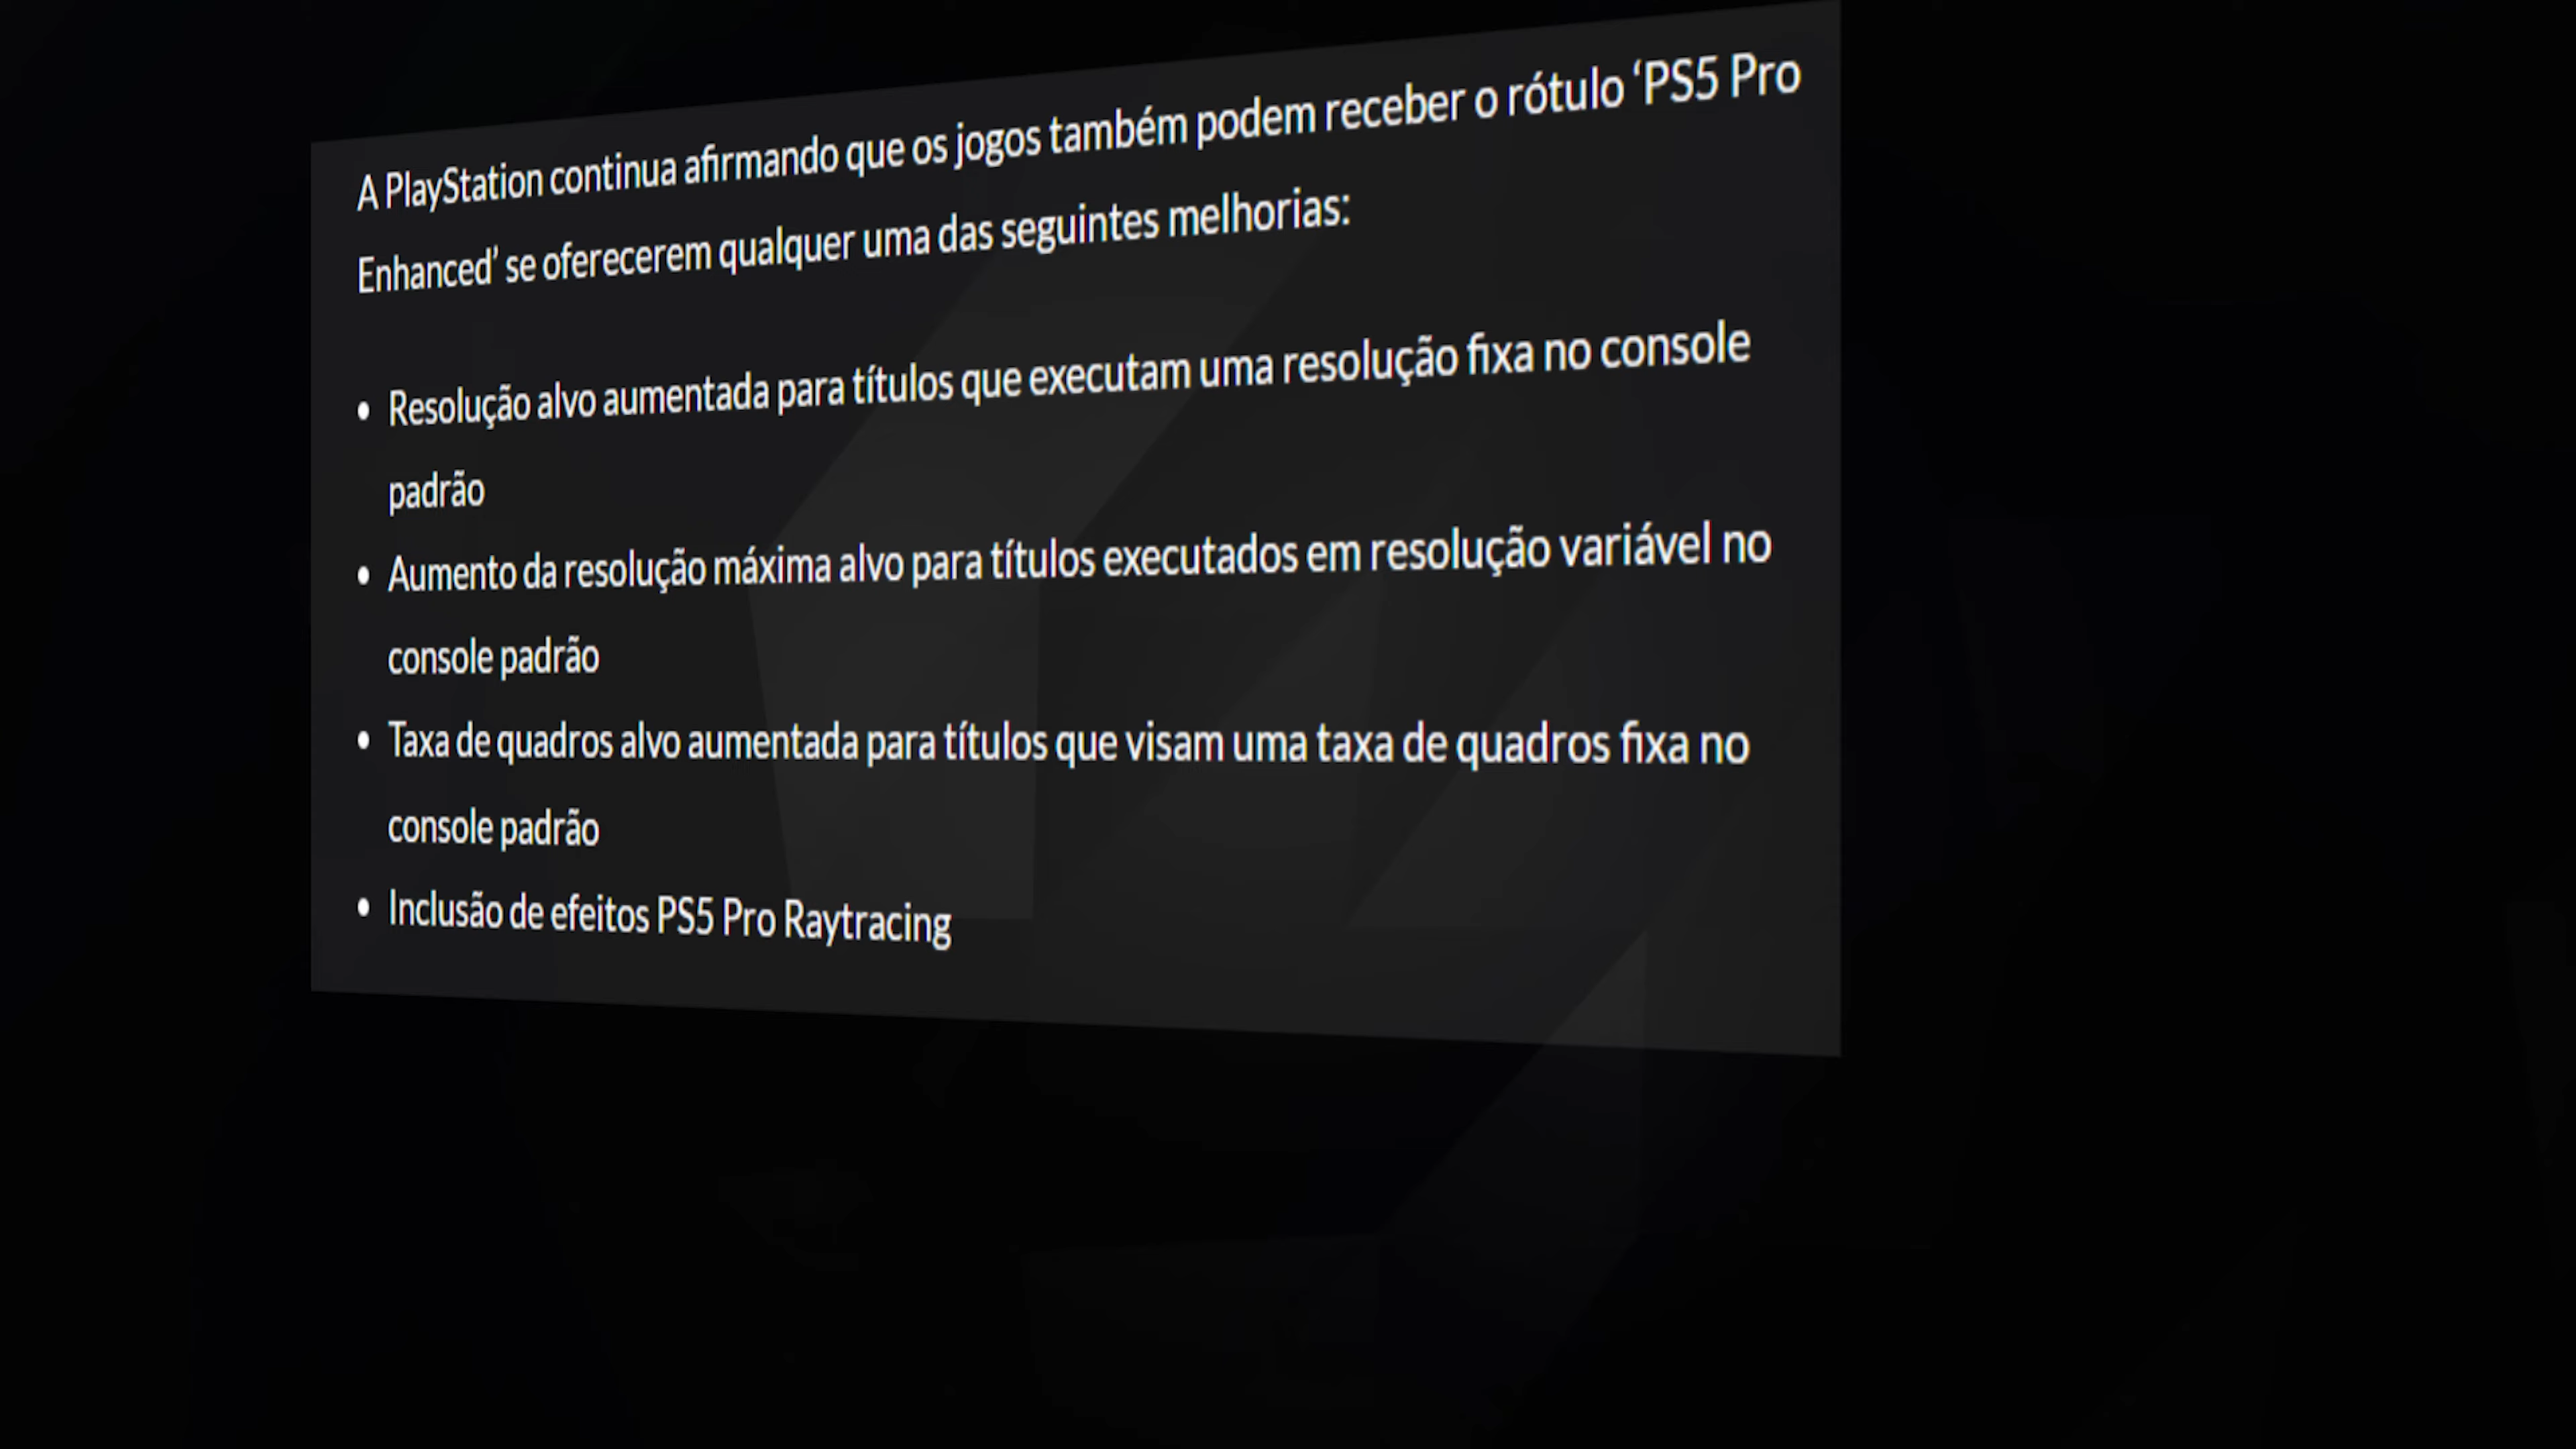 A PlayStation continua afirmando que os jogos também podem receber o rótulo ‘PS5 Pro
Enhanced’ se oferecerem qualquer uma das seguintes melhorias:
• Resolução alvo aumentada para títulos que executam uma resolução fixa no console
padrão
• Aumento da resolução máxima alvo para títulos executados em resolução variável no
console padrão
• Taxa de quadros alvo aumentada para títulos que visam uma taxa de quadros fixa no
console padrão
• Inclusão de efeitos PS5 Pro Raytracing